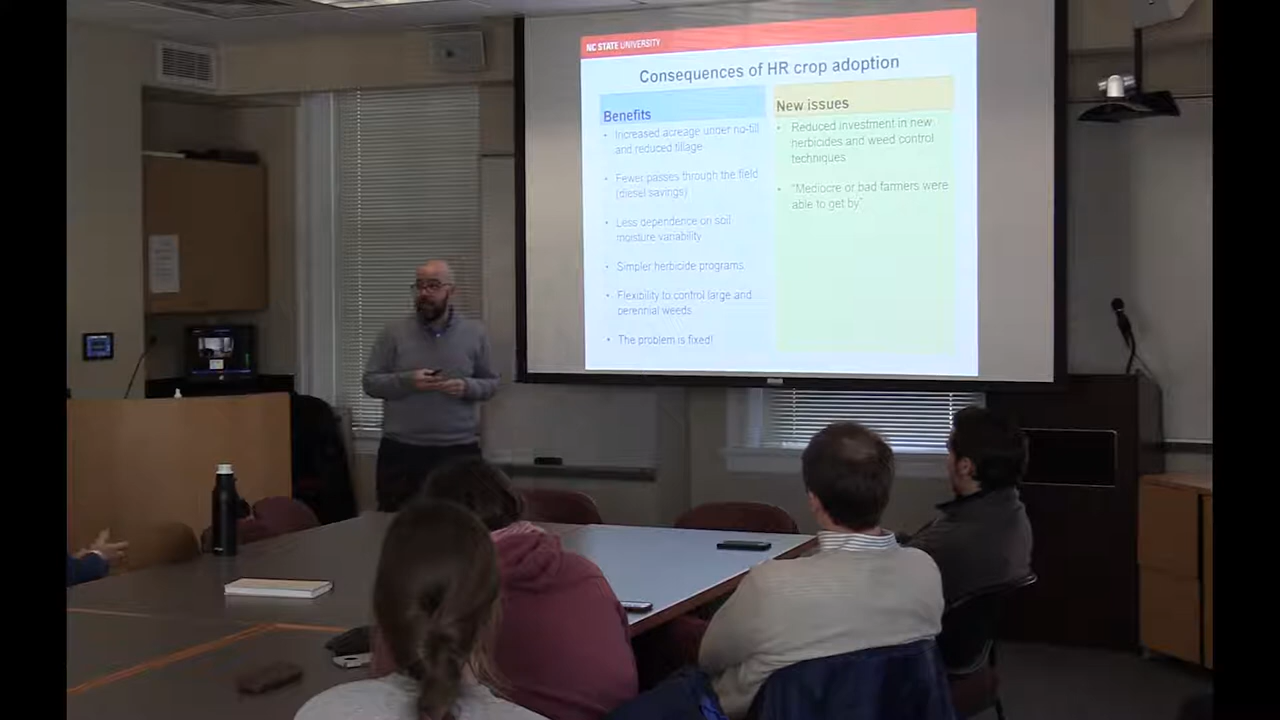 NC STATE UNIVERSITY
Consequences of HR crop adoption
Benefits
• Increased acreage under no-till
and reduced tillage
• Fewer passes through the field
(diesel savings)
• Less dependence on soil
moisture variability
• Simpler herbicide programs
• Flexibility to control large and
perennial weeds
• The problem is fixed!
New issues
• Reduced investment in new
herbicides and weed control
techniques
• "Mediocre or bad farmers were
able to get by"